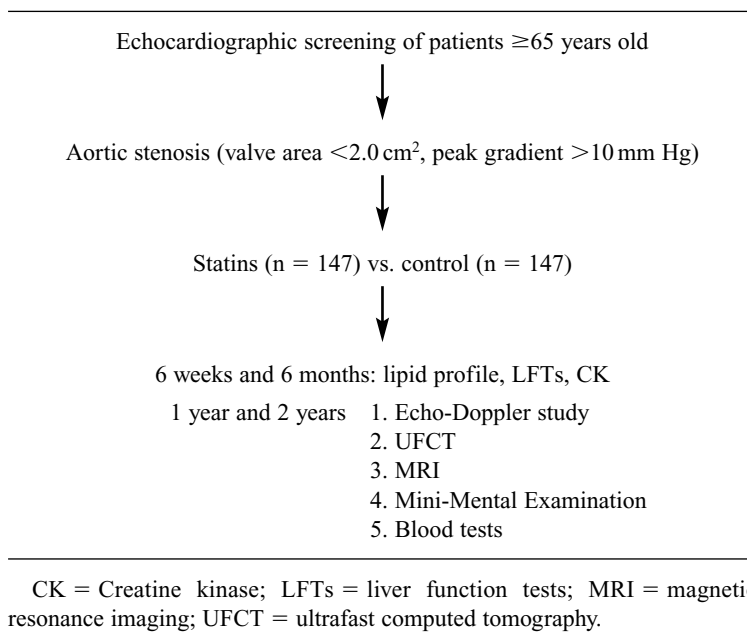 Echocardiographic screening of patients ≥65 years old
Aortic stenosis (valve area <2.0 cm², peak gradient >10 mm Hg)
Statins (n = 147) vs. control (n = 147)
6 weeks and 6 months: lipid profile, LFTs, CK
1 year and 2 years 1. Echo-Doppler study
2. UFCT
3. MRI
4. Mini-Mental Examination
5. Blood tests
CK = Creatine kinase; LFTs = liver function tests; MRI = magnetic
resonance imaging; UFCT = ultrafast computed tomography.